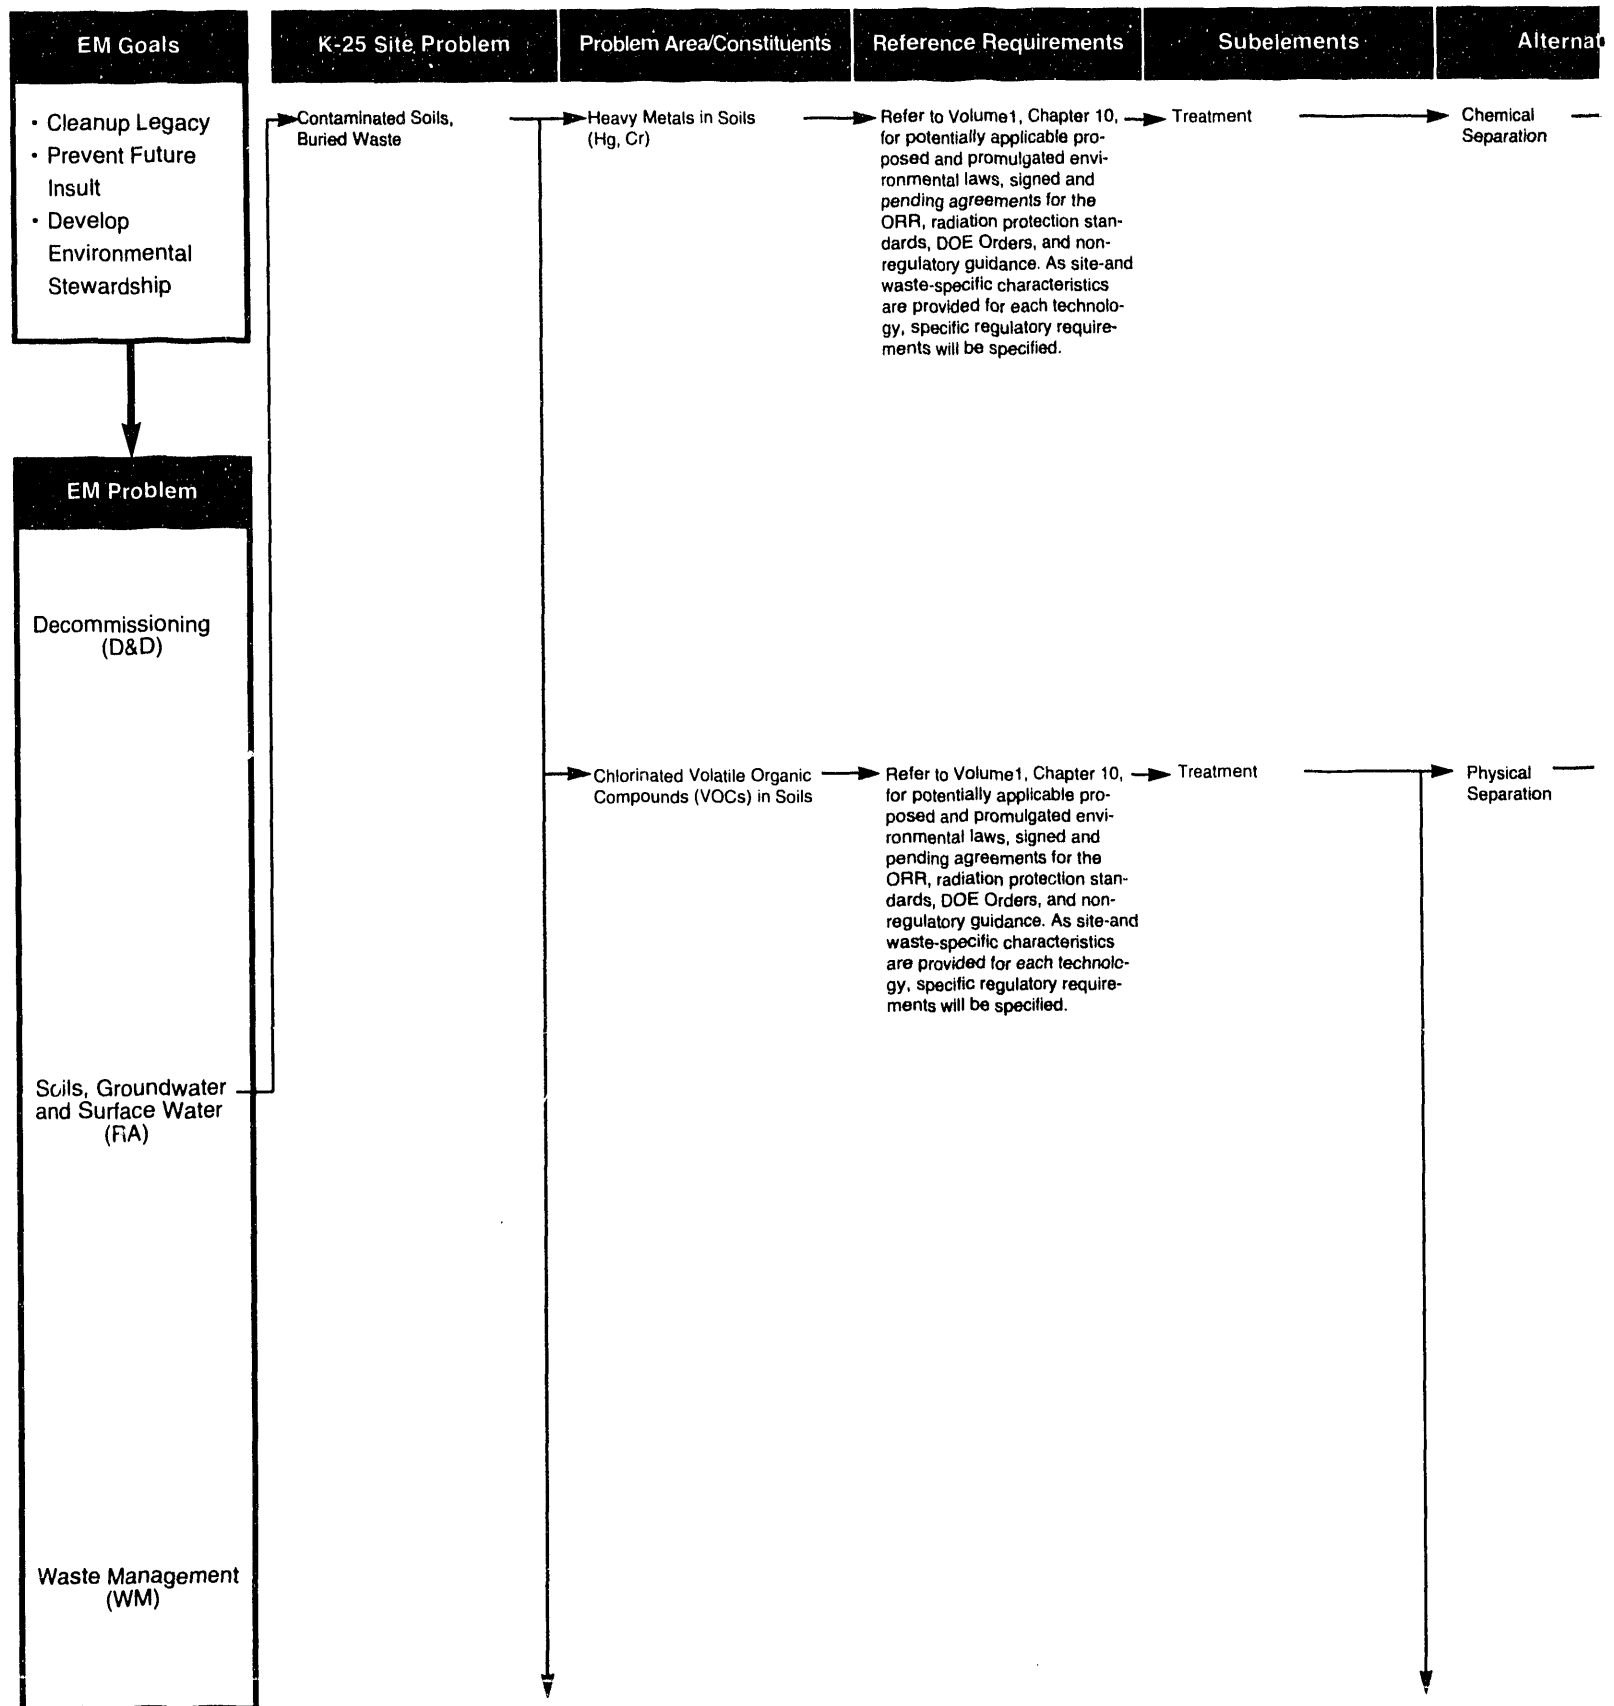 EM Goals
• Cleanup Legacy
• Prevent Future
Insult
• Develop
Environmental
Stewardship
EM Problem
Decommissioning
(D&D)
Soils, Groundwater
and Surface Water
(RA)
Waste Management
(WM)
K-25 Site Problem
Contaminated Soils,
Buried Waste
Problem Area/Constituents
Heavy Metals in Soils
(Hg, Cr)
Chlorinated Volatile Organic
Compounds (VOCs) in Soils
Reference Requirements
Refer to Volume1, Chapter 10,
for potentially applicable pro-
posed and promulgated envi-
ronmental laws, signed and
pending agreements for the
ORR, radiation protection stan-
dards, DOE Orders, and non-
regulatory guidance. As site-and
waste-specific characteristics
are provided for each technolo-
gy, specific regulatory require-
ments will be specified.
Refer to Volume1, Chapter 10,
for potentially applicable pro-
posed and promulgated envi-
ronmental laws, signed and
pending agreements for the
ORR, radiation protection stan-
dards, DOE Orders, and non-
regulatory guidance. As site-and
waste-specific characteristics
are provided for each technolo-
gy, specific regulatory require-
ments will be specified.
Subelements
Treatment
Treatment
Alternat
Chemical
Separation
Physical
Separation